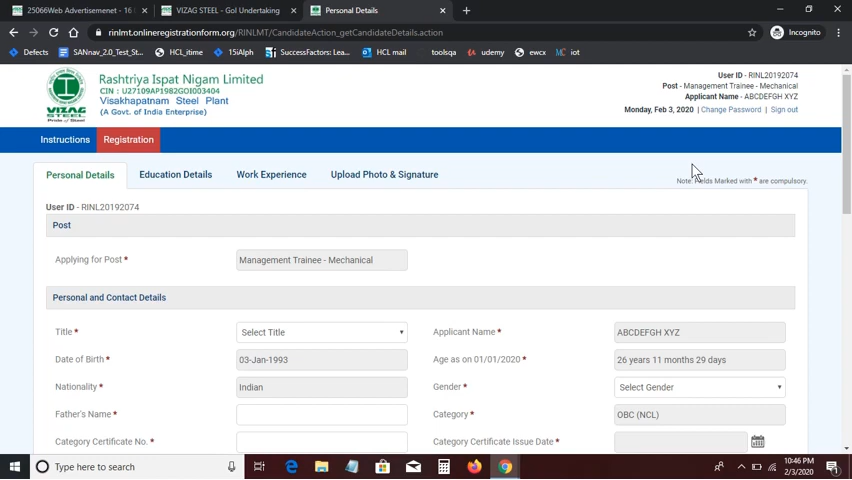 25066Web Advertisemenet - 16
VIZAG STEEL - GoI Undertaking
Personal Details
rinlmt.onlineregistrationform.org/RINLMT/CandidateAction_getCandidateDetails.action
Incognito
Defects
SANnav_2.0_Test_St...
HCL_itime
15iAlph
SuccessFactors: Lea...
HCL mail
toolsqa
udemy
ewcx
MC iot
Rashtriya Ispat Nigam Limited
CIN : U27109AP1982GOI003404
Visakhapatnam Steel Plant
(A Govt. of India Enterprise)
VIZAG
STEEL
Pride of Steel
User ID - RINL20192074
Post - Management Trainee - Mechanical
Applicant Name - ABCDEFGH XYZ
Monday, Feb 3, 2020 | Change Password | Sign out
Instructions
Registration
Personal Details
Education Details
Work Experience
Upload Photo & Signature
Note: Fields Marked with * are compulsory.
User ID - RINL20192074
Post
Applying for Post *
Management Trainee - Mechanical
Personal and Contact Details
Title *
Select Title
Applicant Name *
ABCDEFGH XYZ
Date of Birth *
03-Jan-1993
Age as on 01/01/2020 *
26 years 11 months 29 days
Nationality *
Indian
Gender *
Select Gender
Father's Name *
Category *
OBC (NCL)
Category Certificate No. *
Category Certificate Issue Date *
Type here to search
10:46 PM
2/3/2020
1